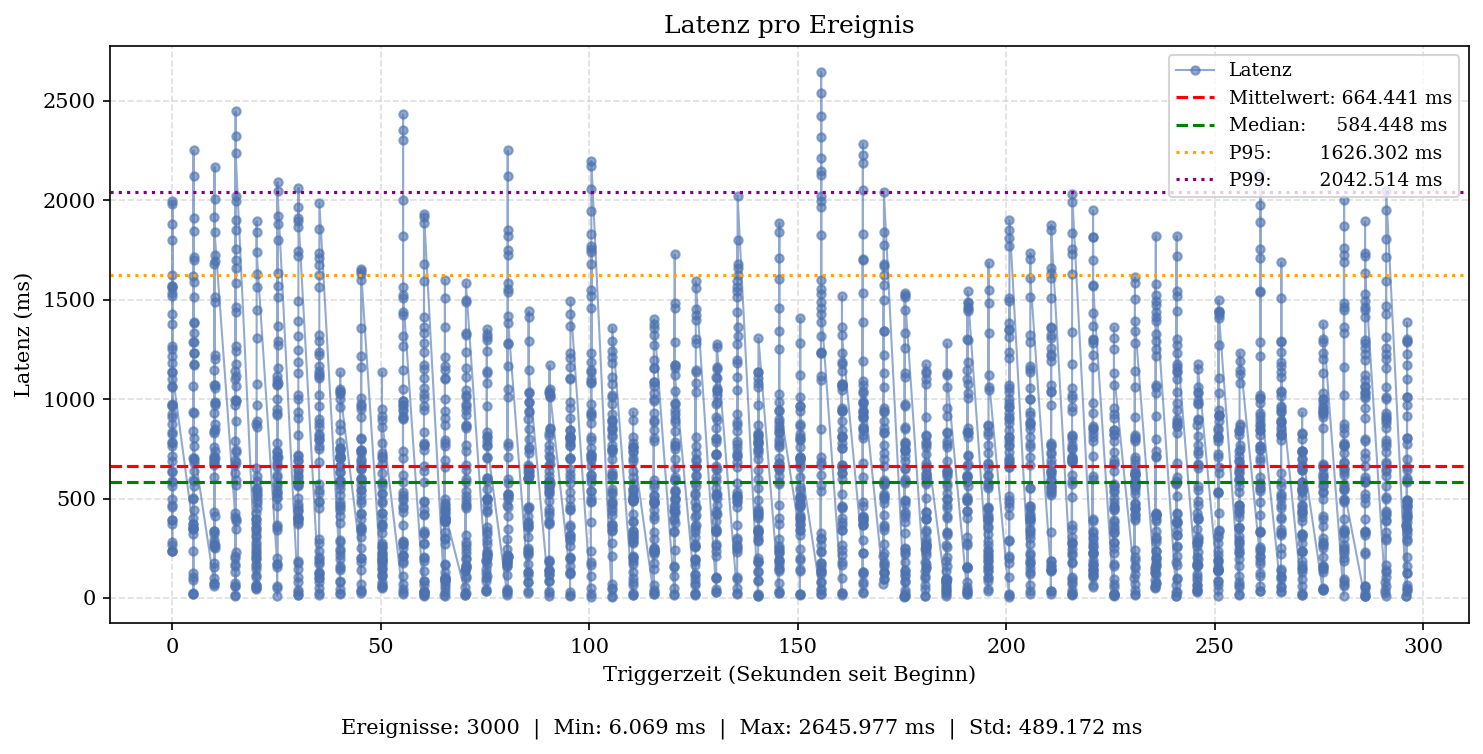 Latenz pro Ereignis
Latenz (ms)
2500
2000
1500
1000
500
0
Latenz
Mittelwert: 664.441 ms
Median: 584.448 ms
P95: 1626.302 ms
P99: 2042.514 ms
0 50 100 150 200 250 300
Triggerzeit (Sekunden seit Beginn)
Ereignisse: 3000 | Min: 6.069 ms | Max: 2645.977 ms | Std: 489.172 ms